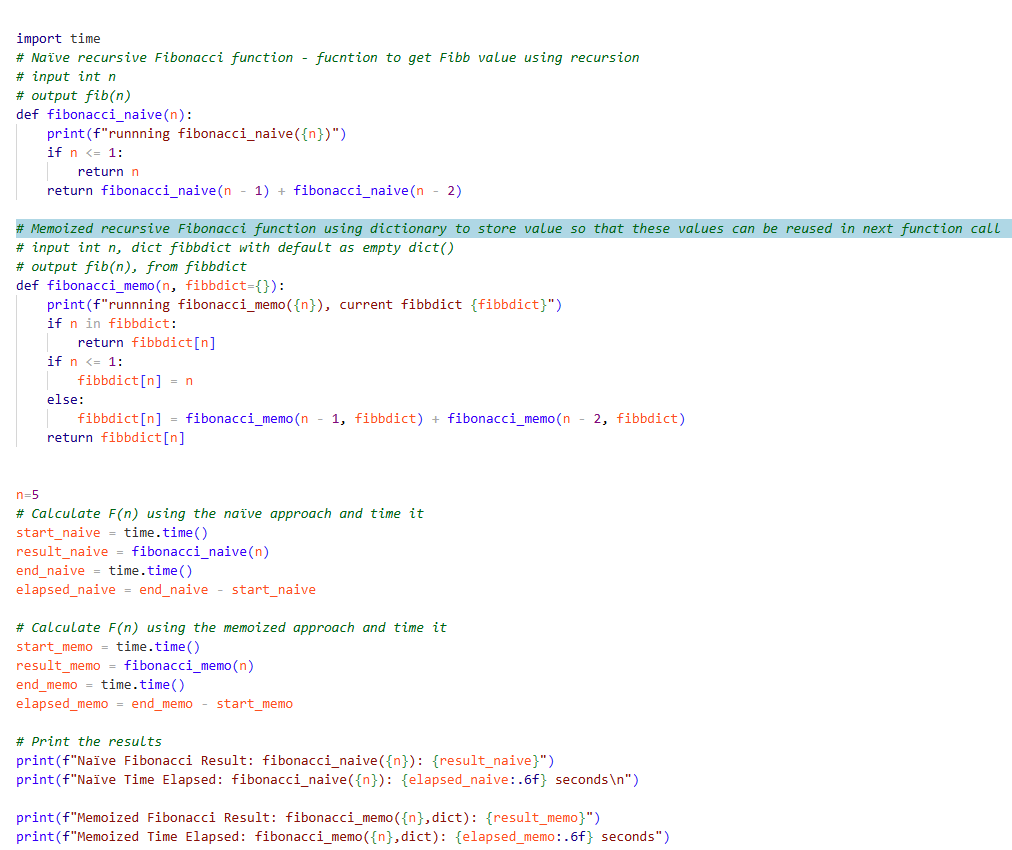 import time
# Naïve recursive Fibonacci function - fucntion to get Fibb value using recursion
# input int n
# output fib(n)
def fibonacci_naive(n):
    print(f"runnning fibonacci_naive({n})")
    if n <= 1:
        return n
    return fibonacci_naive(n - 1) + fibonacci_naive(n - 2)

# Memoized recursive Fibonacci function using dictionary to store value so that these values can be reused in next function call
# input int n, dict fibbdict with default as empty dict()
# output fib(n), from fibbdict
def fibonacci_memo(n, fibbdict={}):
    print(f"runnning fibonacci_memo({n}), current fibbdict {fibbdict}")
    if n in fibbdict:
        return fibbdict[n]
    if n <= 1:
        fibbdict[n] = n
    else:
        fibbdict[n] = fibonacci_memo(n - 1, fibbdict) + fibonacci_memo(n - 2, fibbdict)
    return fibbdict[n]


n=5
# Calculate F(n) using the naïve approach and time it
start_naive = time.time()
result_naive = fibonacci_naive(n)
end_naive = time.time()
elapsed_naive = end_naive - start_naive

# Calculate F(n) using the memoized approach and time it
start_memo = time.time()
result_memo = fibonacci_memo(n)
end_memo = time.time()
elapsed_memo = end_memo - start_memo

# Print the results
print(f"Naïve Fibonacci Result: fibonacci_naive({n}): {result_naive}")
print(f"Naïve Time Elapsed: fibonacci_naive({n}): {elapsed_naive:.6f} seconds\n")

print(f"Memoized Fibonacci Result: fibonacci_memo({n},dict): {result_memo}")
print(f"Memoized Time Elapsed: fibonacci_memo({n},dict): {elapsed_memo:.6f} seconds")